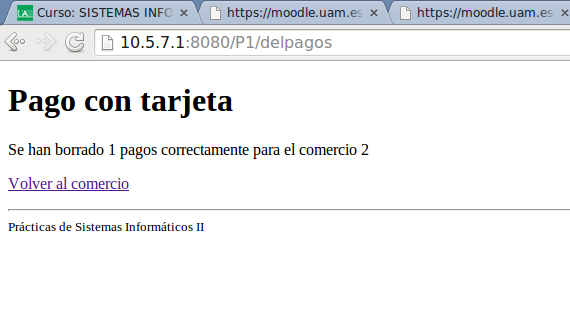 Curso: SISTEMAS INFO
https://moodle.uam.es
https://moodle.uam.es
10.5.7.1:8080/P1/delpagos
Pago con tarjeta
Se han borrado 1 pagos correctamente para el comercio 2
Volver al comercio
Prácticas de Sistemas Informáticos II